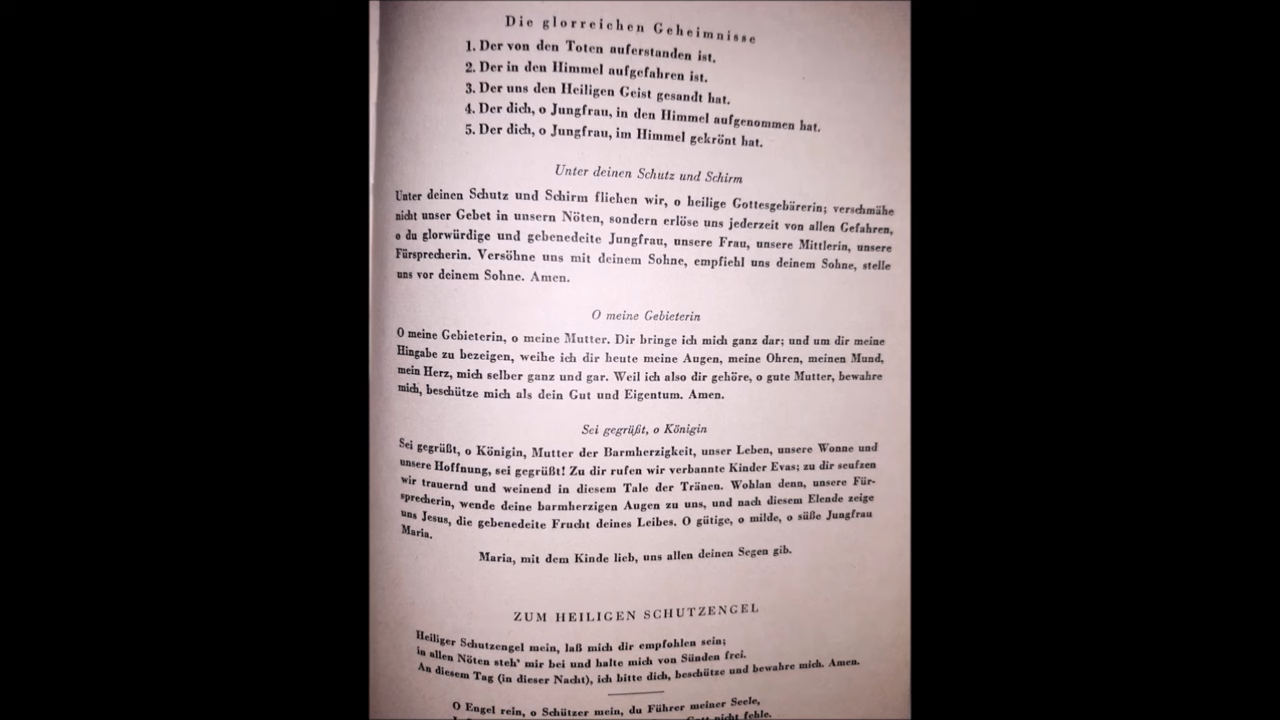 Die glorreichen Geheimnisse
1. Der von den Toten auferstanden ist.
2. Der in den Himmel aufgefahren ist.
3. Der uns den Heiligen Geist gesandt hat.
4. Der dich, o Jungfrau, in den Himmel aufgenommen hat.
5. Der dich, o Jungfrau, im Himmel gekrönt hat.
Unter deinen Schutz und Schirm
Unter deinen Schutz und Schirm fliehen wir, o heilige Gottesgebärerin; verschmähe
nicht unser Gebet in unsern Nöten, sondern erlöse uns jederzeit von allen Gefahren,
o du glorwürdige und gebenedeite Jungfrau, unsere Frau, unsere Mittlerin, unsere
Fürsprecherin. Versöhne uns mit deinem Sohne, empfiehl uns deinem Sohne, stelle
uns vor deinem Sohne. Amen.
O meine Gebieterin
O meine Gebieterin, o meine Mutter. Dir bringe ich mich ganz dar; und um dir meine
Hingabe zu bezeigen, weihe ich dir heute meine Augen, meine Ohren, meinen Mund,
mein Herz, mich selber ganz und gar. Weil ich also dir gehöre, o gute Mutter, bewahre
mich, beschütze mich als dein Gut und Eigentum. Amen.
Sei gegrüßt, o Königin
Sei gegrüßt, o Königin, Mutter der Barmherzigkeit, unser Leben, unsere Wonne und
unsere Hoffnung, sei gegrüßt! Zu dir rufen wir verbannte Kinder Evas; zu dir seufzen
wir trauernd und weinend in diesem Tale der Tränen. Wohlan denn, unsere Für-
sprecherin, wende deine barmherzigen Augen zu uns, und nach diesem Elende zeige
uns Jesus, die gebenedeite Frucht deines Leibes. O gütige, o milde, o süße Jungfrau
Maria.
Maria, mit dem Kinde lieb, uns allen deinen Segen gib.
ZUM HEILIGEN SCHUTZENGEL
Heiliger Schutzengel mein, laß mich dir empfohlen sein;
in allen Nöten steh' mir bei und halte mich von Sünden frei.
An diesem Tag (in dieser Nacht), ich bitte dich, beschütze und bewahre mich. Amen.
O Engel rein, o Schützer mein, du Führer meiner Seele,
Gott nicht fehle.